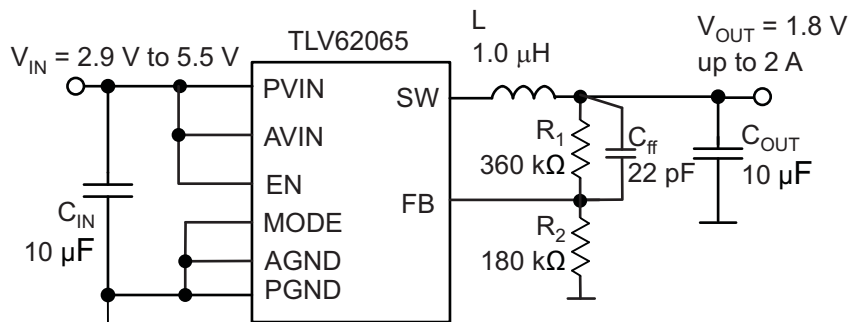 TLV62065
V_IN = 2.9 V to 5.5 V
L
1.0 μH
V_OUT = 1.8 V
up to 2 A
PVIN
SW
AVIN
EN
FB
MODE
AGND
PGND
C_IN
10 μF
R_1
360 kΩ
C_ff
22 pF
C_OUT
10 μF
R_2
180 kΩ